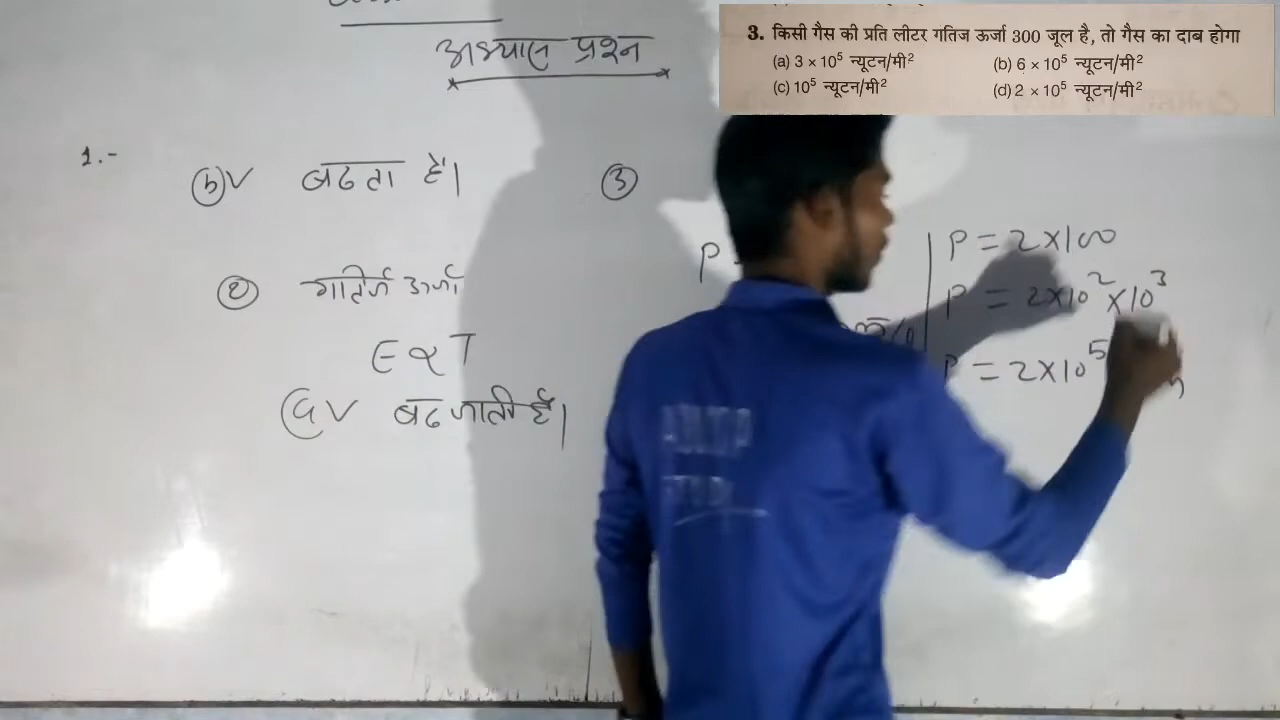 3. किसी गैस की प्रति लीटर गतिज ऊर्जा 300 जूल है, तो गैस का दाब होगा
(a) 3 × 10⁵ न्यूटन/मी² (b) 6 × 10⁵ न्यूटन/मी²
(c) 10⁵ न्यूटन/मी² (d) 2 × 10⁵ न्यूटन/मी²
अभ्यास प्रश्न
1.-
(b)✓ बढता है।
(2) गतिज ऊर्जा
E α T
(a✓ बढ जाती है।
(3)
P
P = 2×100
P = 2×10²×10³
P = 2×10⁵